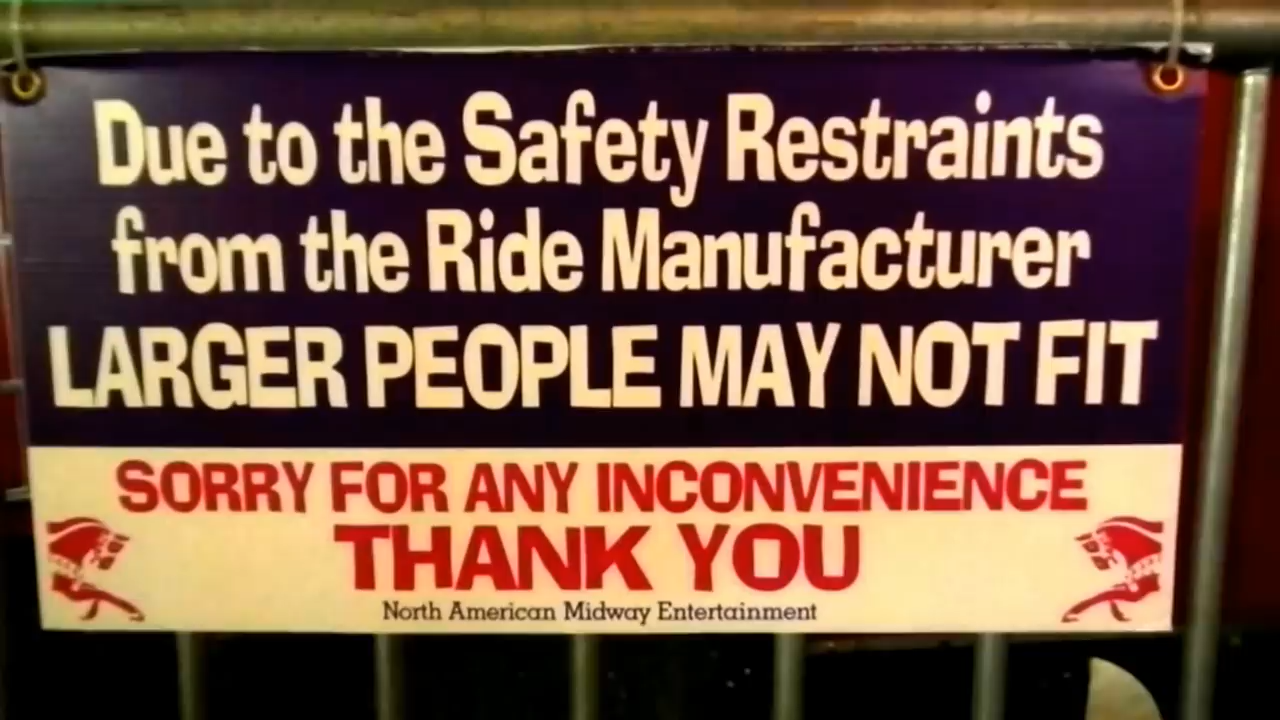 Due to the Safety Restraints
from the Ride Manufacturer
LARGER PEOPLE MAY NOT FIT
SORRY FOR ANY INCONVENIENCE
THANK YOU
North American Midway Entertainment